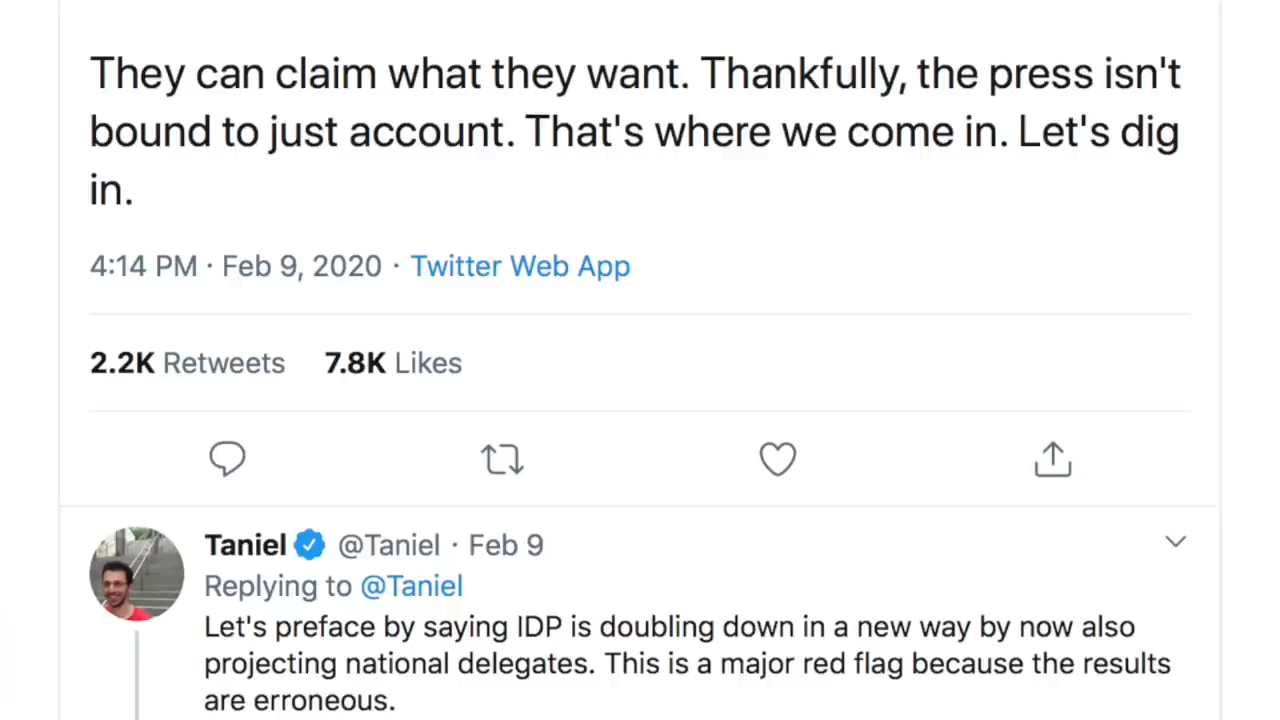 They can claim what they want. Thankfully, the press isn't
bound to just account. That's where we come in. Let's dig
in.
4:14 PM · Feb 9, 2020 · Twitter Web App
2.2K Retweets 7.8K Likes
Taniel @Taniel · Feb 9
Replying to @Taniel
Let's preface by saying IDP is doubling down in a new way by now also
projecting national delegates. This is a major red flag because the results
are erroneous.